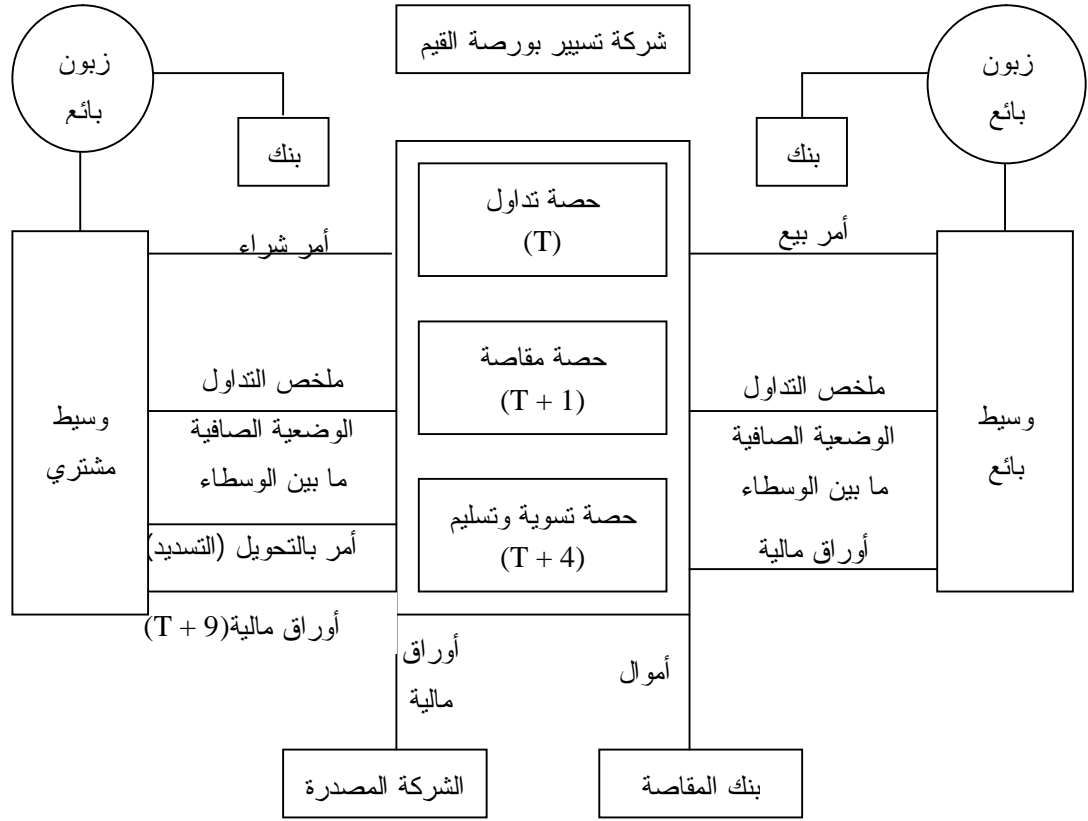 شركة تسيير بورصة القيم
زبون
بائع
بنك
أمر بيع
وسيط
بائع
ملخص التداول
الوضعية الصافية
ما بين الوسطاء
أوراق مالية
حصة تداول
(T)
حصة مقاصة
(T + 1)
حصة تسوية وتسليم
(T + 4)
زبون
بائع
بنك
أمر شراء
وسيط
مشتري
ملخص التداول
الوضعية الصافية
ما بين الوسطاء
أمر بالتحويل (التسديد)
أوراق مالية(T + 9)
أموال
أوراق
مالية
بنك المقاصة
الشركة المصدرة